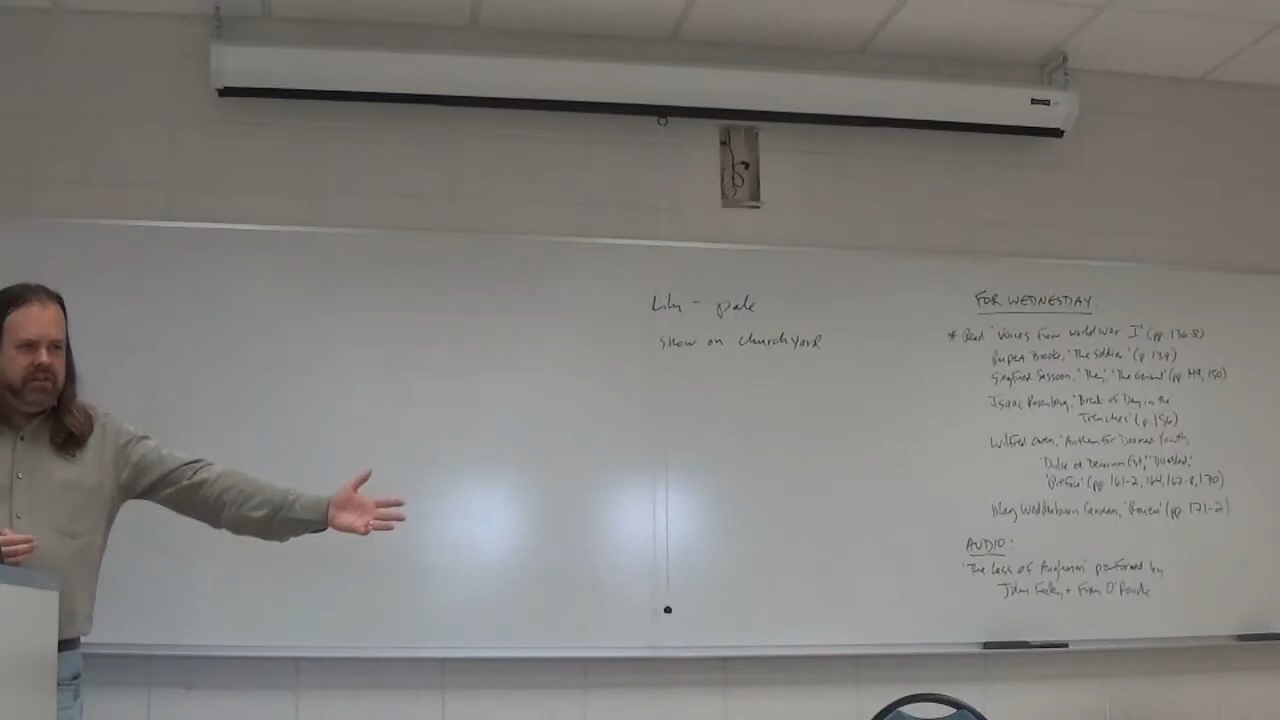 Lily - pale
snow on churchyard
FOR WEDNESDAY
* Read 'Voices from World War I' (pp. 136-8)
Rupert Brooke, 'The Soldier' (p. 139)
Siegfried Sassoon, 'They,' 'The General' (pp. 149, 150)
Isaac Rosenberg, 'Break of Day in the
Trenches' (p. 156)
Wilfred Owen, 'Anthem for Doomed Youth,
'Dulce et Decorum Est,' 'Disabled,'
'Preface' (pp. 161-2, 164, 167-8, 170)
May Wedderburn Cannan, 'Rouen' (pp. 171-2)
AUDIO:
'The Lass of Aughrim' performed by
John Feeley + Fran O'Rourke